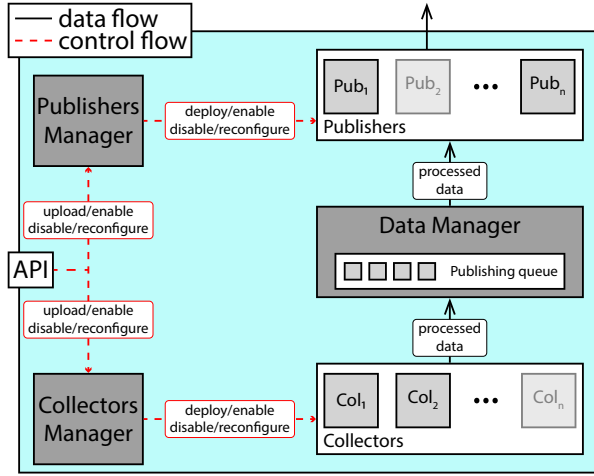 data flow
control flow
Publishers
Manager
deploy/enable
disable/reconfigure
Pub1
Pub2
•••
Pubn
Publishers
processed
data
upload/enable
disable/reconfigure
Data Manager
Publishing queue
API
upload/enable
disable/reconfigure
processed
data
Collectors
Manager
deploy/enable
disable/reconfigure
Col1
Col2
•••
Coln
Collectors